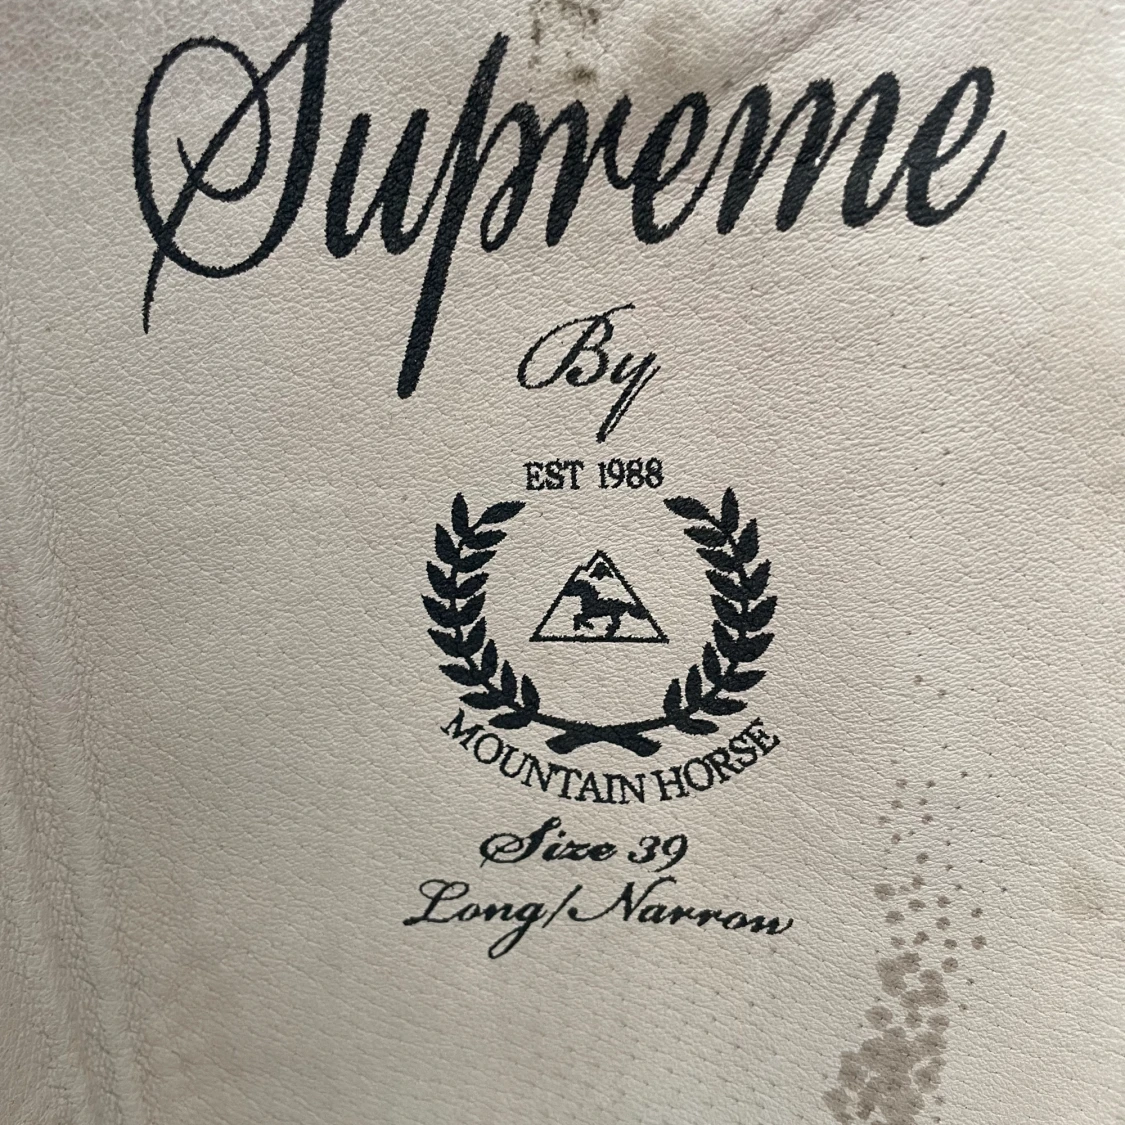 Supreme
By
EST 1988
MOUNTAIN HORSE
Size 39
Long/Narrow